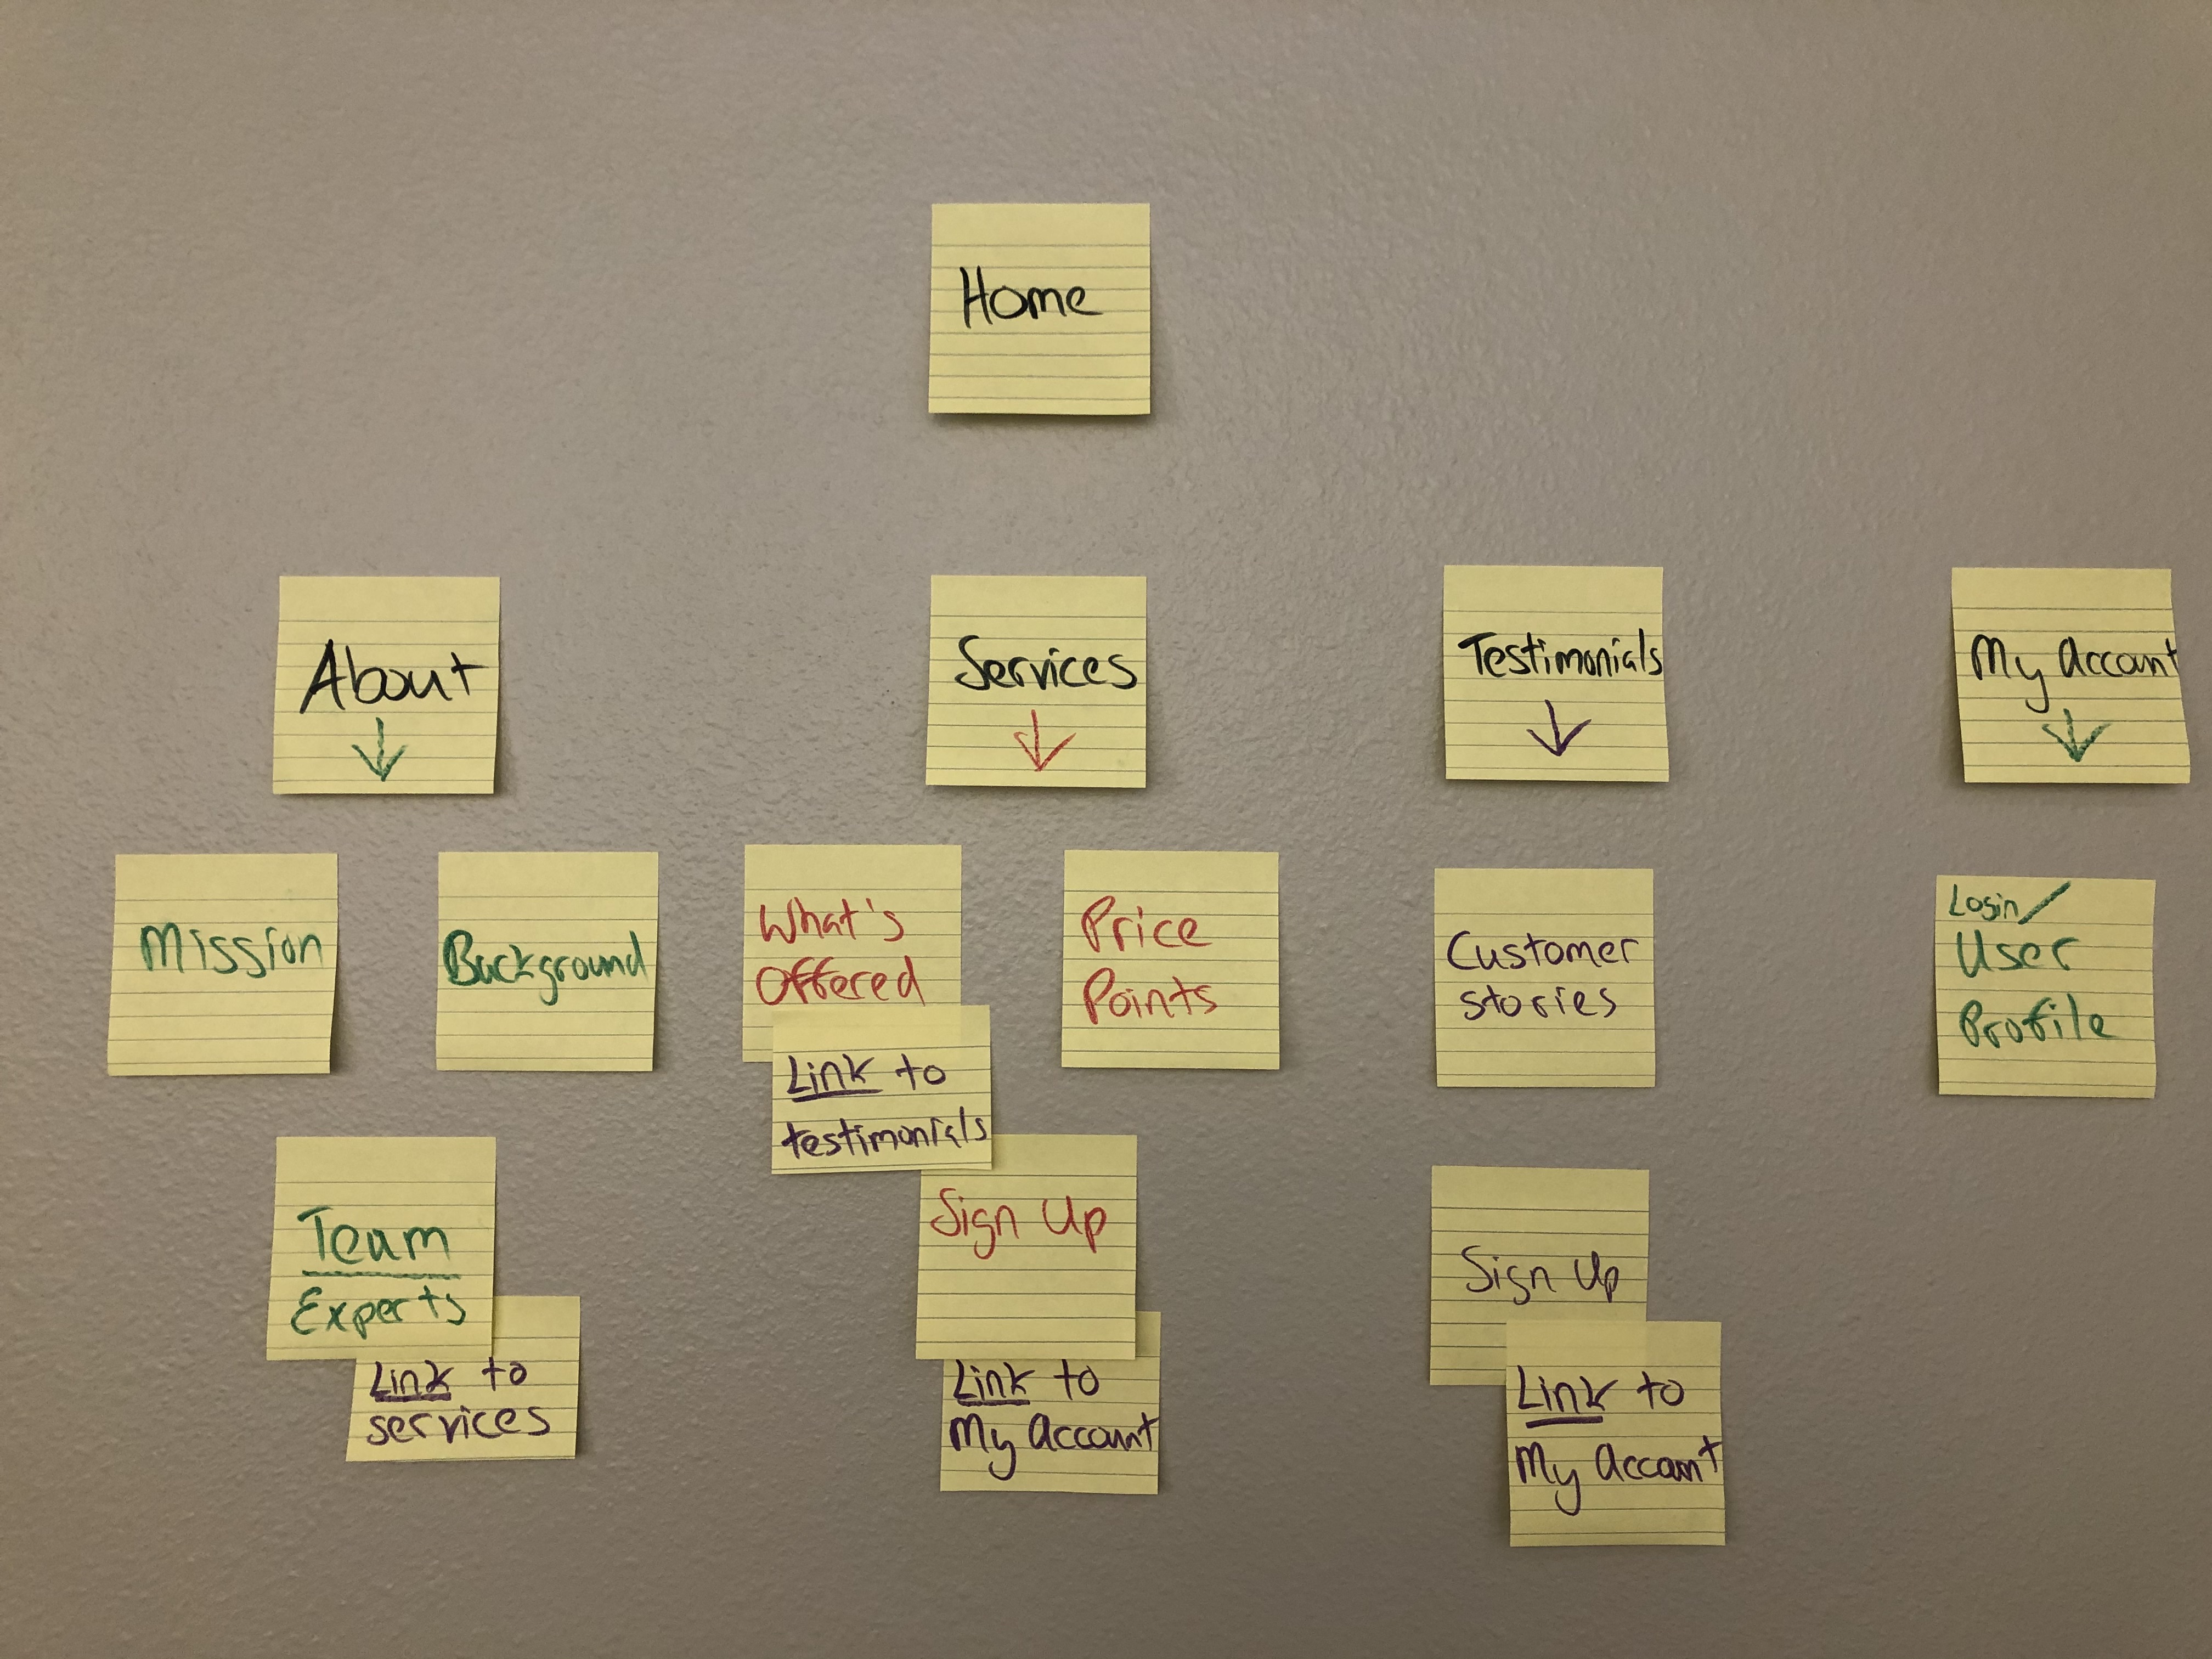 Home
About
Services
Testimonials
My Account
Mission
Background
What's
Offered
Price
Points
Customer
stories
Login/
User
Profile
Link to
testimonials
Team
Experts
Link to
services
Sign Up
Link to
My Account
Sign Up
Link to
My Account